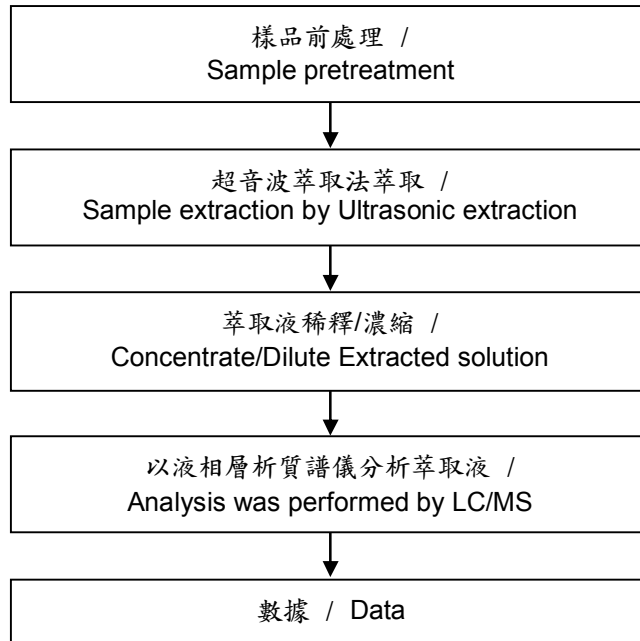 樣品前處理 /
Sample pretreatment
超音波萃取法萃取 /
Sample extraction by Ultrasonic extraction
萃取液稀釋/濃縮 /
Concentrate/Dilute Extracted solution
以液相層析質譜儀分析萃取液 /
Analysis was performed by LC/MS
數據 / Data